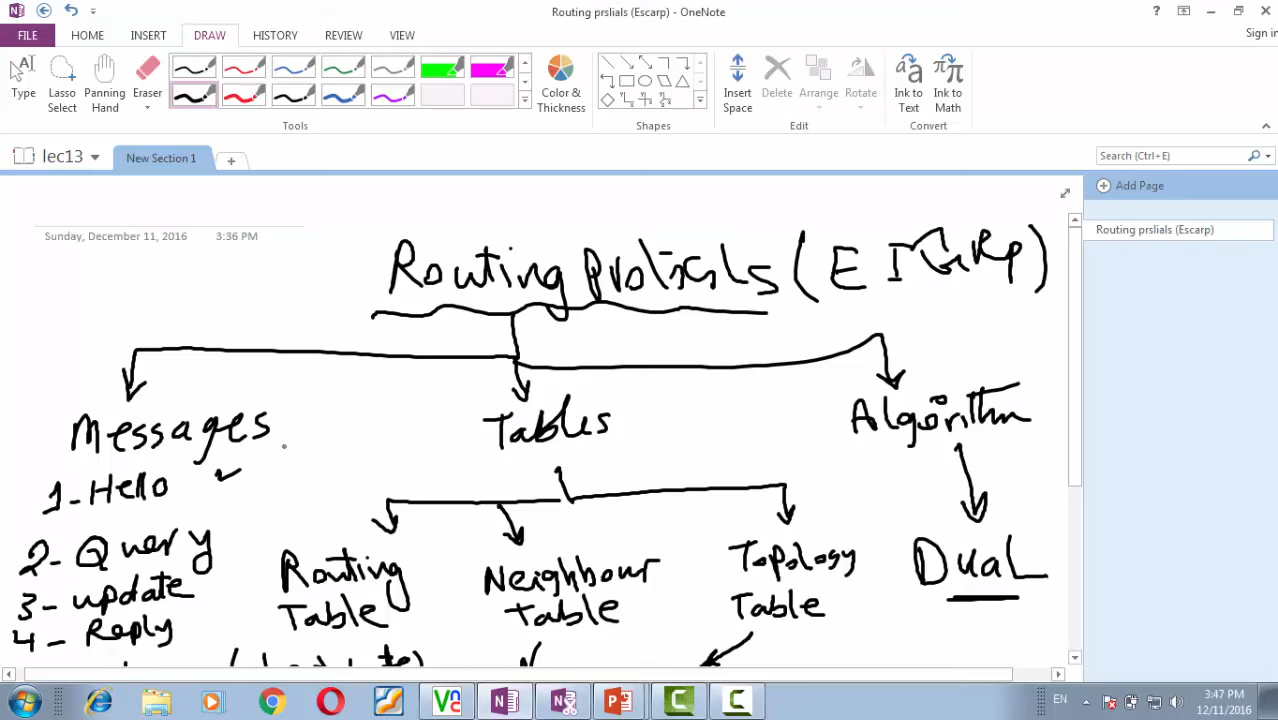 Routing prslials (Escarp) - OneNote
?
FILE
HOME
INSERT
DRAW
HISTORY
REVIEW
VIEW
Sign in
Type
Lasso Select
Panning Hand
Eraser
Color & Thickness
Insert Space
Delete
Arrange
Rotate
Ink to Text
Ink to Math
Tools
Shapes
Edit
Convert
lec13
New Section 1
Search (Ctrl+E)
Add Page
Routing prslials (Escarp)
Sunday, December 11, 2016
3:36 PM
Routing protocols (EIGRP)
Messages
Tables
Algorithm
1- Hello
2- Query
3- update
4- Reply
Routing Table
Neighbour Table
Topology Table
Dual
EN
3:47 PM
12/11/2016